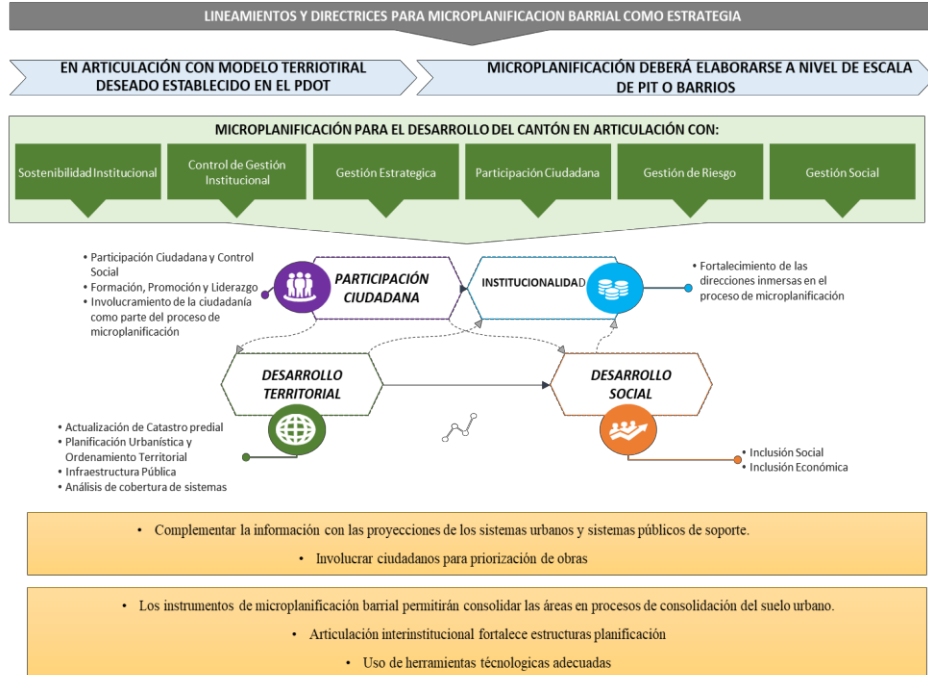 LINEAMIENTOS Y DIRECTRICES PARA MICROPLANIFICACION BARRIAL COMO ESTRATEGIA
EN ARTICULACIÓN CON MODELO TERRIOTIRAL
DESEADO ESTABLECIDO EN EL PDOT
MICROPLANIFICACIÓN DEBERÁ ELABORARSE A NIVEL DE ESCALA
DE PIT O BARRIOS
MICROPLANIFICACIÓN PARA EL DESARROLLO DEL CANTÓN EN ARTICULACIÓN CON:
Sostenibilidad Institucional
Control de Gestión
Institucional
Gestión Estrategica
Participación Ciudadana
Gestión de Riesgo
Gestión Social
• Participación Ciudadana y Control
Social
• Formación, Promoción y Liderazgo
• Involucramiento de la ciudadanía
como parte del proceso de
microplanificación
PARTICIPACIÓN
CIUDADANA
INSTITUCIONALIDAD
• Fortalecimiento de las
direcciones inmersas en el
proceso de microplanificación
DESARROLLO
TERRITORIAL
DESARROLLO
SOCIAL
• Actualización de Catastro predial
• Planificación Urbanística y
Ordenamiento Territorial
• Infraestructura Pública
• Análisis de cobertura de sistemas
• Inclusión Social
• Inclusión Económica
• Complementar la información con las proyecciones de los sistemas urbanos y sistemas públicos de soporte.
• Involucrar ciudadanos para priorización de obras
• Los instrumentos de microplanificación barrial permitirán consolidar las áreas en procesos de consolidación del suelo urbano.
• Articulación interinstitucional fortalece estructuras planificación
• Uso de herramientas técnologicas adecuadas